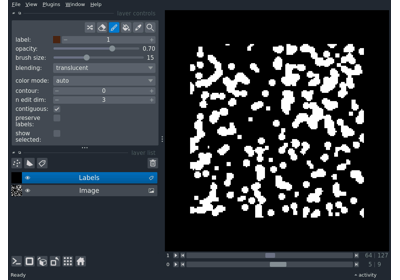 File View Plugins Window Help
layer controls
label: 1
opacity: 0.70
brush size: 15
blending: translucent
color mode: auto
contour: 0
n edit dim: 3
contiguous:
preserve
labels:
show
selected:
layer list
Labels
Image
1 64 127
0 5 9
Ready activity